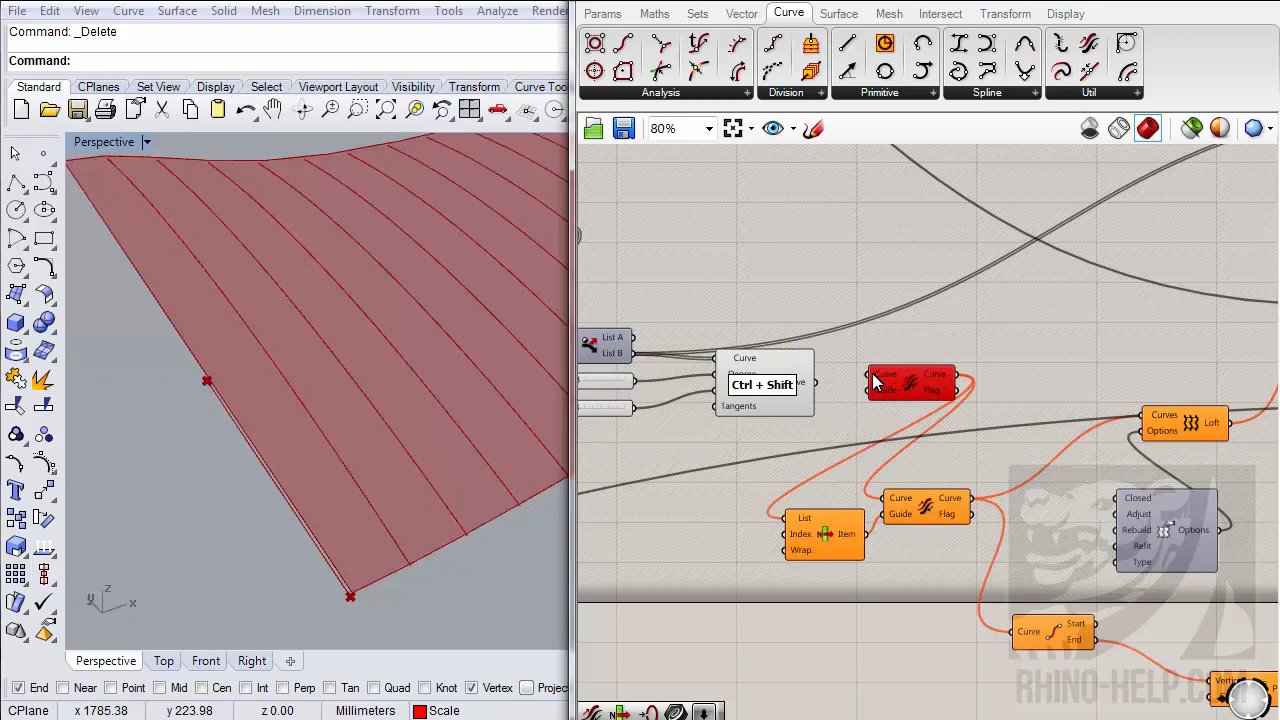 File Edit View Curve Surface Solid Mesh Dimension Transform Tools Analyze Render
Command: _Delete
Command:
Standard CPlanes Set View Display Select Viewport Layout Visibility Transform Curve Too
Perspective
z
y x
Perspective Top Front Right
End Near Point Mid Cen Int Perp Tan Quad Knot Vertex Project
CPlane x 1785.38 y 223.98 z 0.00 Millimeters Scale
Params Maths Sets Vector Curve Surface Mesh Intersect Transform Display
Analysis Division Primitive Spline Util
80%
List A
List B
Curve
Ctrl + Shift
Tangents
Curve Curve
Flag
Curves
Options
Loft
Curve Curve
Guide Flag
List
Index Item
Wrap
Closed
Adjust
Rebuild Options
Refit
Type
Curve Start
End
RHINO-HELP.COM